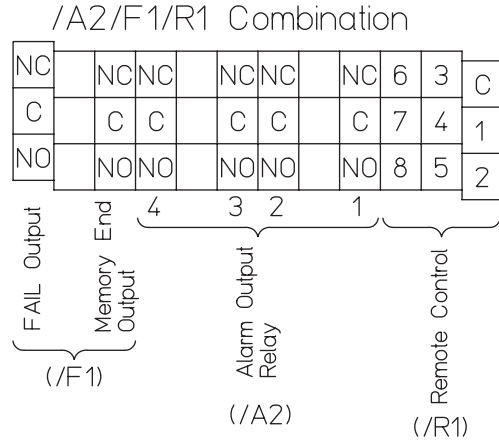 /A2/F1/R1 Combination
NC NC NC NC NC NC 6 3 C
C C C C C C 7 4 1
NO NO NO NO NO NO 8 5 2
4 3 2 1
FAIL Output
Memory End
Output
Alarm Output
Relay
Remote Control
(/F1)
(/A2)
(/R1)